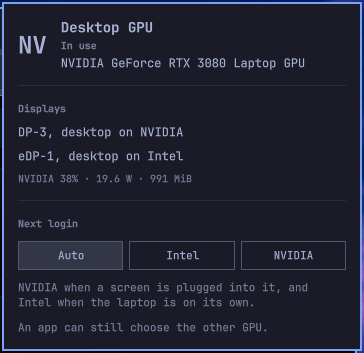 NV
Desktop GPU
In use
NVIDIA GeForce RTX 3080 Laptop GPU
Displays
DP-3, desktop on NVIDIA
eDP-1, desktop on Intel
NVIDIA 38% · 19.6 W · 991 MiB
Next login
Auto
Intel
NVIDIA
NVIDIA when a screen is plugged into it, and
Intel when the laptop is on its own.
An app can still choose the other GPU.